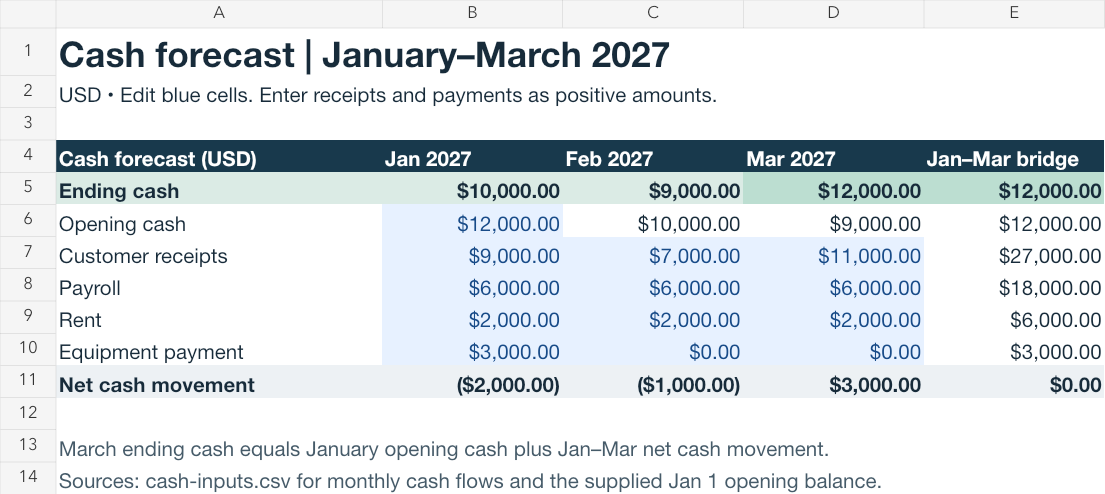 A B C D E
1 Cash forecast | January–March 2027
2 USD • Edit blue cells. Enter receipts and payments as positive amounts.
3
4 Cash forecast (USD) Jan 2027 Feb 2027 Mar 2027 Jan–Mar bridge
5 Ending cash $10,000.00 $9,000.00 $12,000.00 $12,000.00
6 Opening cash $12,000.00 $10,000.00 $9,000.00 $12,000.00
7 Customer receipts $9,000.00 $7,000.00 $11,000.00 $27,000.00
8 Payroll $6,000.00 $6,000.00 $6,000.00 $18,000.00
9 Rent $2,000.00 $2,000.00 $2,000.00 $6,000.00
10 Equipment payment $3,000.00 $0.00 $0.00 $3,000.00
11 Net cash movement ($2,000.00) ($1,000.00) $3,000.00 $0.00
12
13 March ending cash equals January opening cash plus Jan–Mar net cash movement.
14 Sources: cash-inputs.csv for monthly cash flows and the supplied Jan 1 opening balance.